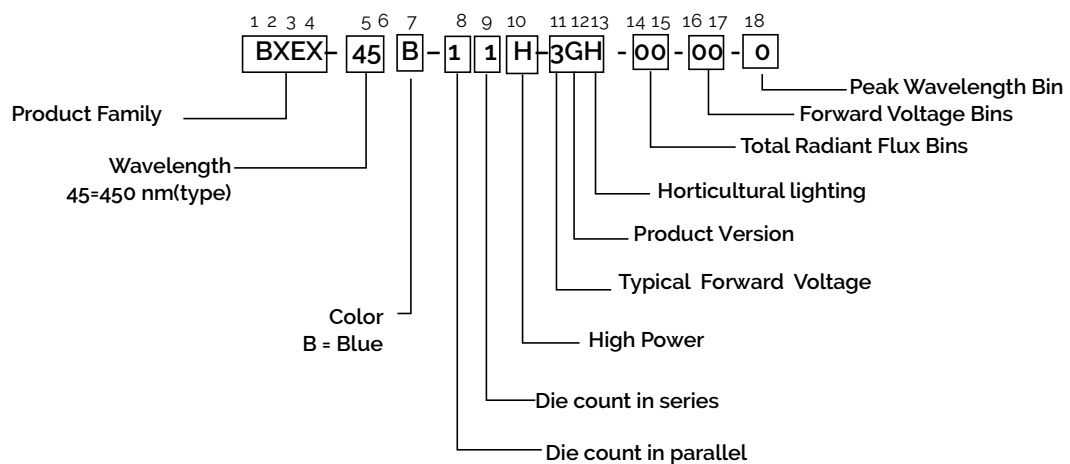 1 2 3 4 5 6 7 8 9 10 11 12 13 14 15 16 17 18
BXEX - 45 B - 1 1 H - 3GH - 00 - 00 - 0
Peak Wavelength Bin
Product Family
Forward Voltage Bins
Total Radiant Flux Bins
Wavelength
45=450 nm(type)
Horticultural lighting
Product Version
Typical Forward Voltage
Color
B = Blue
High Power
Die count in series
Die count in parallel